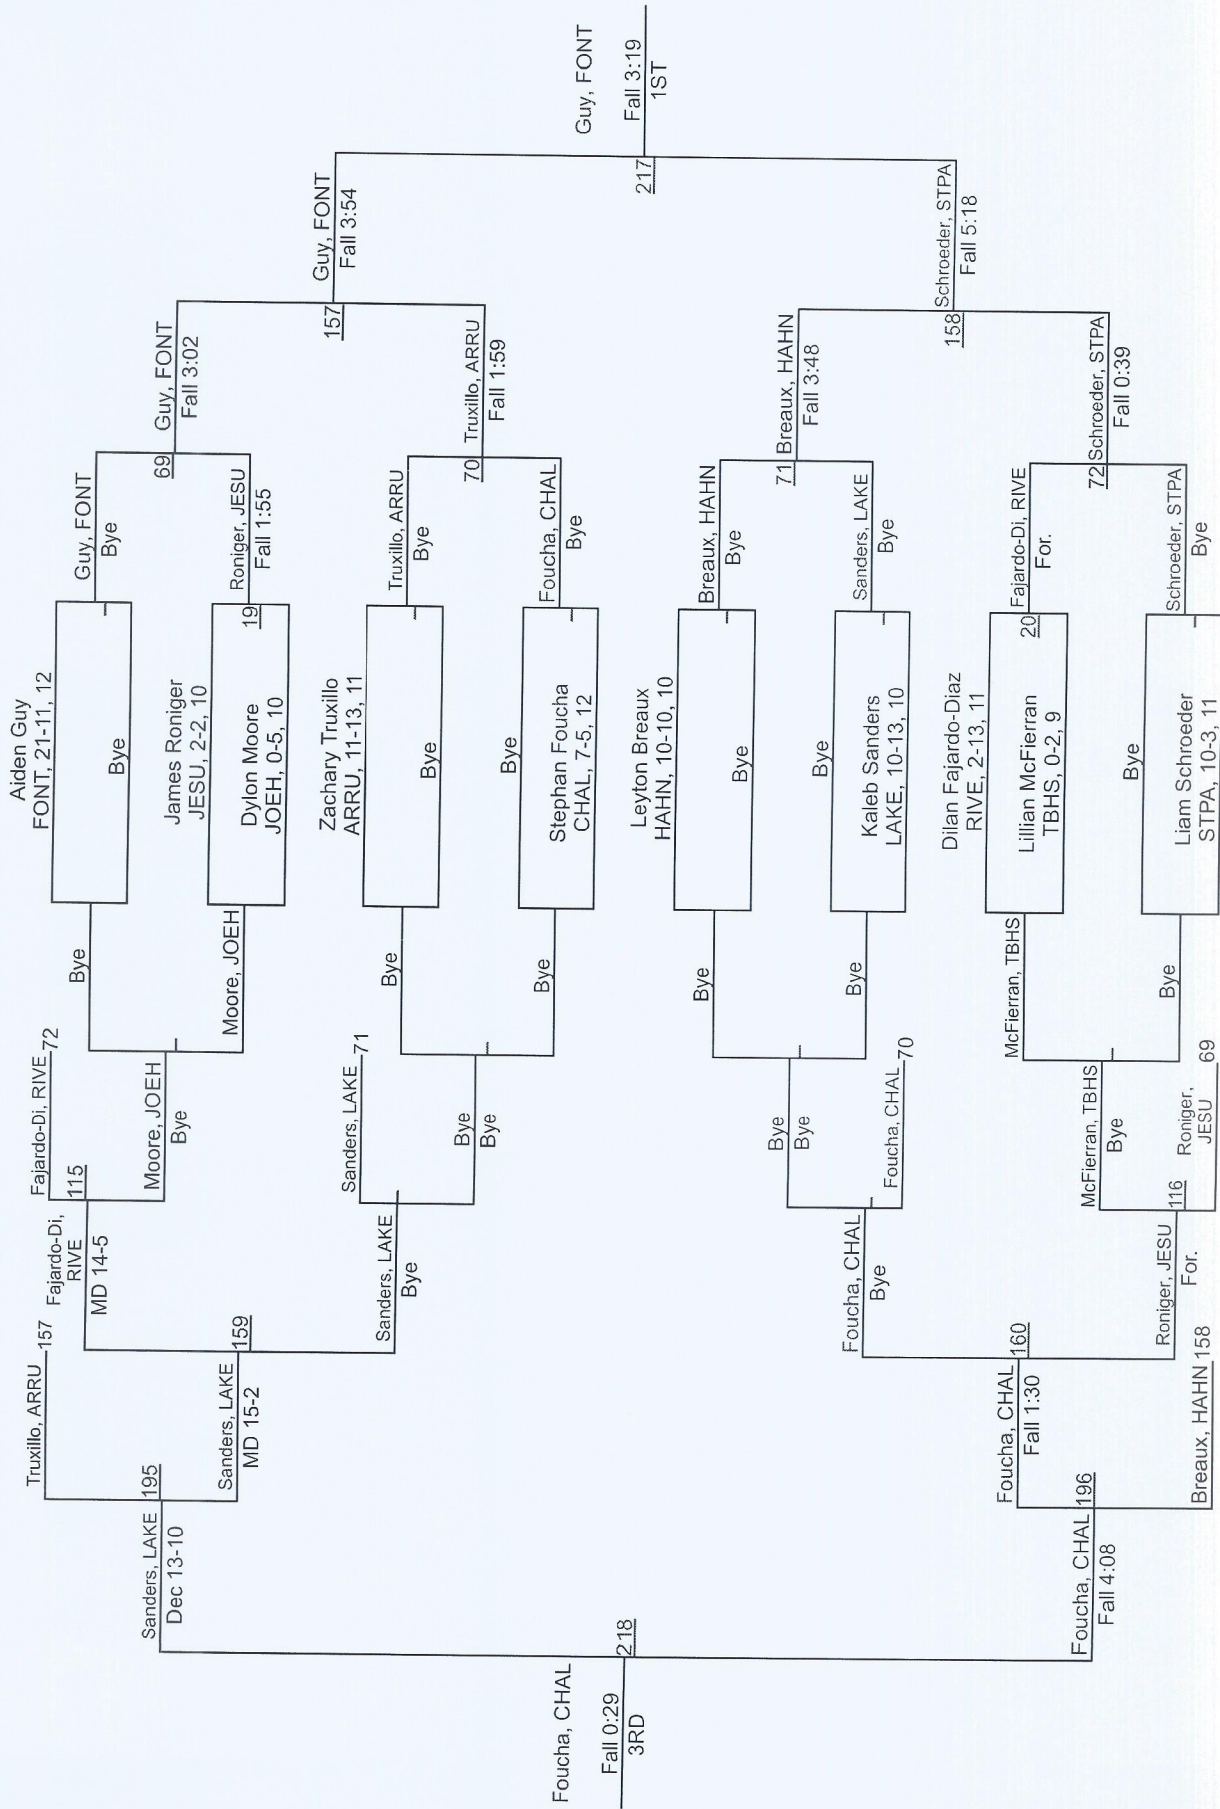 Aiden Guy
FONT, 21-11, 12
Bye
James Roniger
JESU, 2-2, 10
Dylon Moore
JOEH, 0-5, 10
19
Zachary Truxillo
ARRU, 11-13, 11
Bye
Bye
Stephan Foucha
CHAL, 7-5, 12
Leyton Breaux
HAHN, 10-10, 10
Bye
Bye
Kaleb Sanders
LAKE, 10-13, 10
Dilan Fajardo-Diaz
RIVE, 2-13, 11
Lillian McFierran
TBHS, 0-2, 9
20
Bye
Liam Schroeder
STPA, 10-3, 11
Guy, FONT
Bye
Roniger, JESU
Fall 1:55
Truxillo, ARRU
Bye
Foucha, CHAL
Bye
Breaux, HAHN
Bye
Sanders, LAKE
Bye
Fajardo-Di, RIVE
For.
Schroeder, STPA
Bye
69
Guy, FONT
Fall 3:02
70
Truxillo, ARRU
Fall 1:59
71
Breaux, HAHN
Fall 3:48
72
Schroeder, STPA
Fall 0:39
157
Guy, FONT
Fall 3:54
158
Schroeder, STPA
Fall 5:18
217
Guy, FONT
Fall 3:19
1ST
Bye
Moore, JOEH
Bye
Bye
Bye
Bye
McFierran, TBHS
Bye
Fajardo-Di, RIVE 72
Moore, JOEH
Bye
Sanders, LAKE 71
Bye
Bye
Bye
Bye
Foucha, CHAL 70
McFierran, TBHS
Bye
Roniger,
JESU
69
115
Fajardo-Di,
RIVE
MD 14-5
Sanders, LAKE
Bye
Foucha, CHAL
Bye
116
Roniger, JESU
For.
Truxillo, ARRU 157
159
Sanders, LAKE
MD 15-2
160
Foucha, CHAL
Fall 1:30
Breaux, HAHN 158
195
Sanders, LAKE
Dec 13-10
196
Foucha, CHAL
Fall 4:08
218
Foucha, CHAL
Fall 0:29
3RD